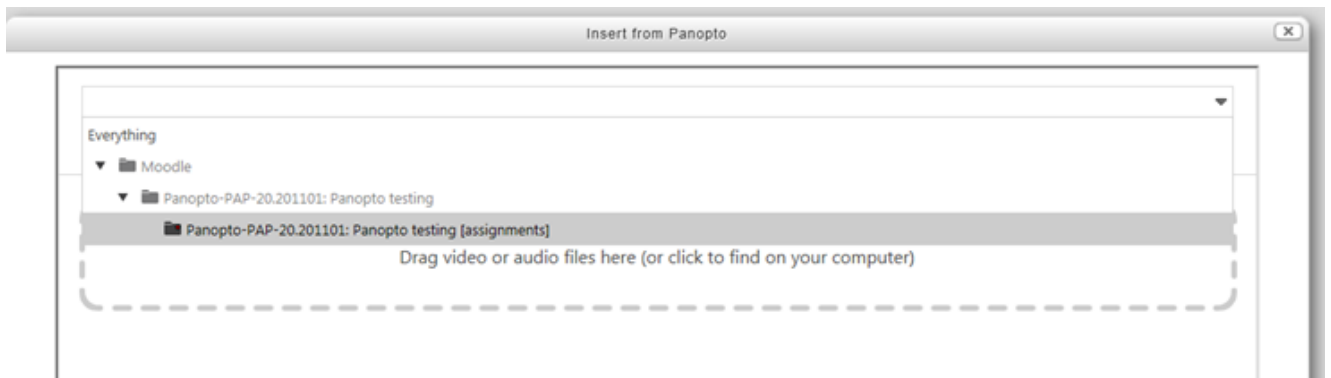 Insert from Panopto
Everything
Moodle
Panopto-PAP-20.201101: Panopto testing
Panopto-PAP-20.201101: Panopto testing [assignments]
Drag video or audio files here (or click to find on your computer)